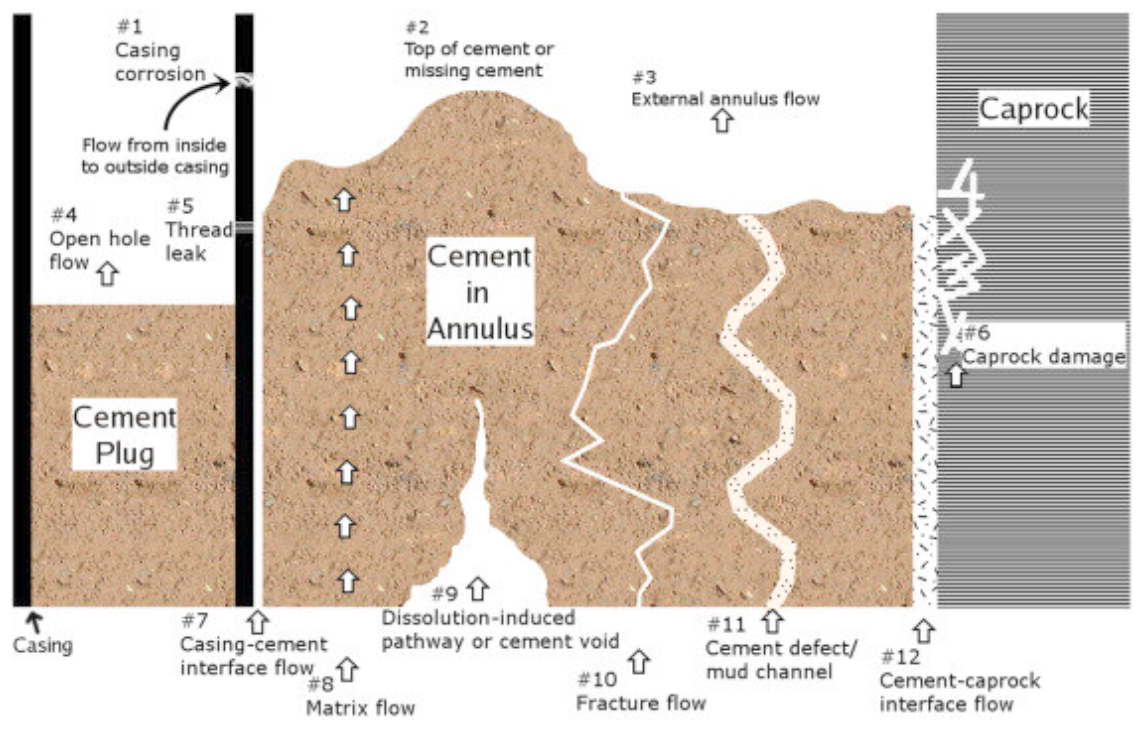 #1
Casing
corrosion
Flow from inside
to outside casing
#2
Top of cement or
missing cement
#3
External annulus flow
Caprock
#4
Open hole
flow
#5
Thread
leak
Cement
in
Annulus
#6
Caprock damage
Cement
Plug
Casing
#7
Casing-cement
interface flow
#8
Matrix flow
#9
Dissolution-induced
pathway or cement void
#10
Fracture flow
#11
Cement defect/
mud channel
#12
Cement-caprock
interface flow